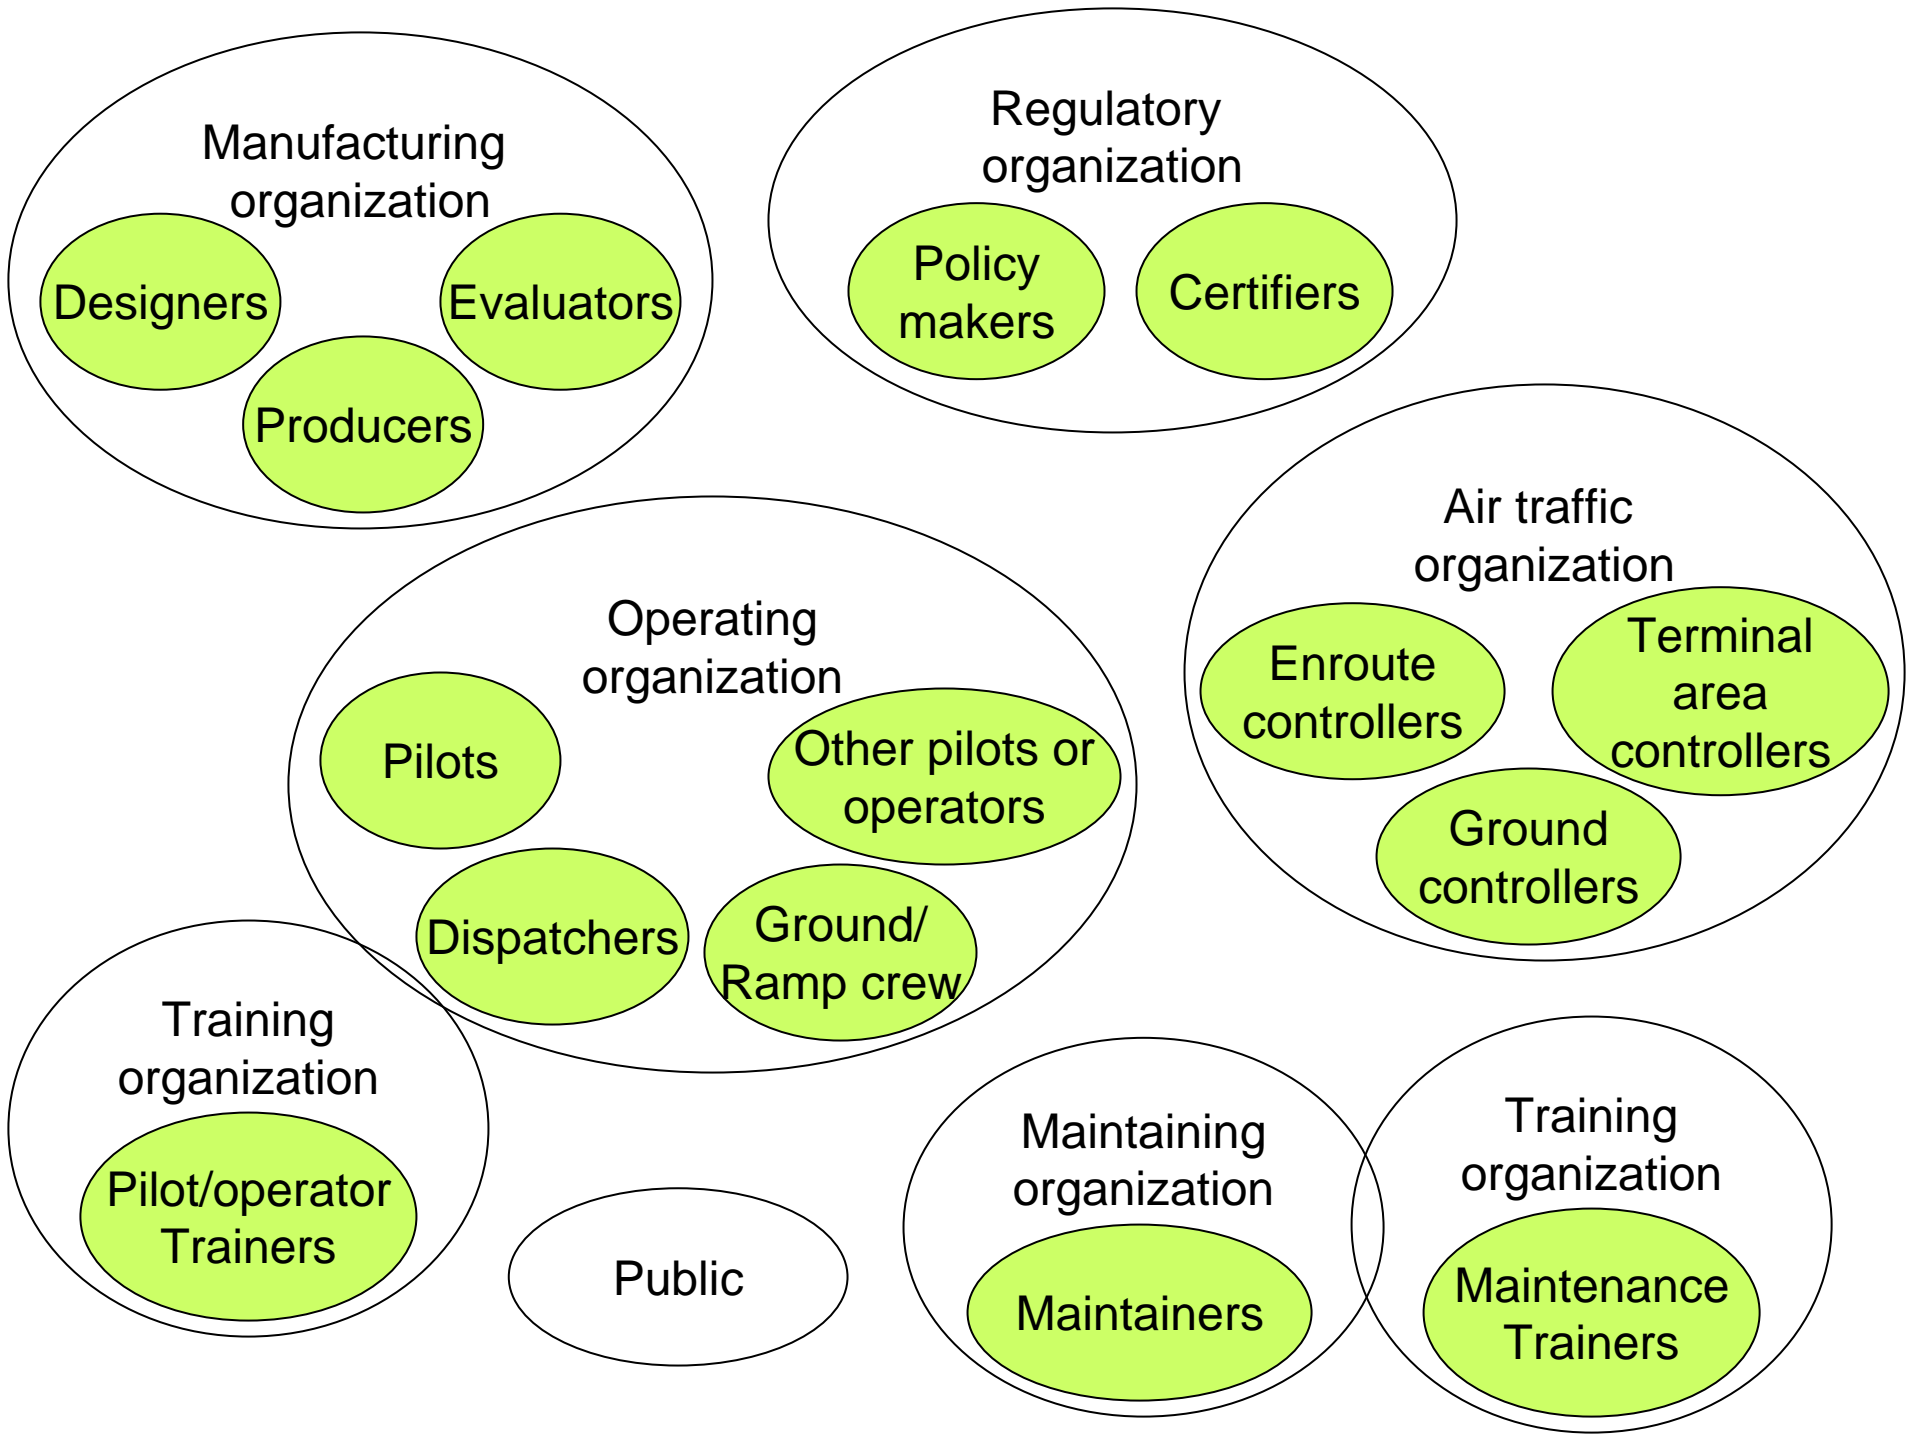 Manufacturing
organization
Designers
Evaluators
Producers
Regulatory
organization
Policy
makers
Certifiers
Air traffic
organization
Enroute
controllers
Terminal
area
controllers
Ground
controllers
Operating
organization
Pilots
Other pilots or
operators
Dispatchers
Ground/
Ramp crew
Training
organization
Pilot/operator
Trainers
Public
Maintaining
organization
Maintainers
Training
organization
Maintenance
Trainers